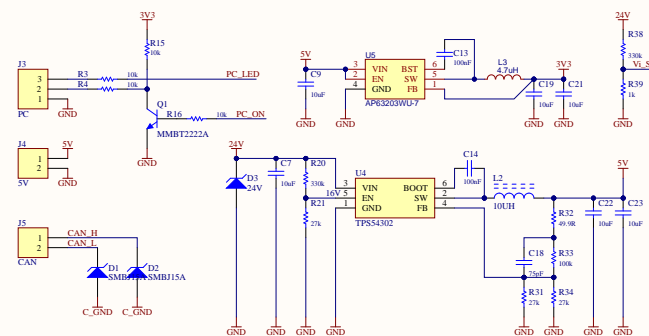 3V3
R15
10k
J3
3
2
1
PC
R3
10k
PC_LED
R4
10k
GND
Q1
MMBT2222A
R16
10k
PC_ON
GND
J4
2
1
5V
5V
GND
J5
2
1
CAN
CAN_H
CAN_L
D1
D2
SMBJ15A
C_GND
C_GND
5V
C9
10uF
GND
U5
3
2
4
VIN
EN
GND
BST
SW
FB
6
5
1
AP63203WU-7
GND
C13
100nF
L3
4.7uH
3V3
C19
10uF
C21
10uF
GND
GND
24V
R38
330k
R39
1k
GND
24V
D3
24V
C7
10uF
R20
330k
16V
R21
27k
GND
GND
GND
GND
U4
3
5
1
VIN
EN
GND
BOOT
SW
FB
6
2
4
TPS54302
C14
100nF
L2
10UH
5V
R32
49.9R
C22
10uF
C23
10uF
C18
75pF
R33
100k
R31
27k
R34
27k
GND
GND
GND
GND